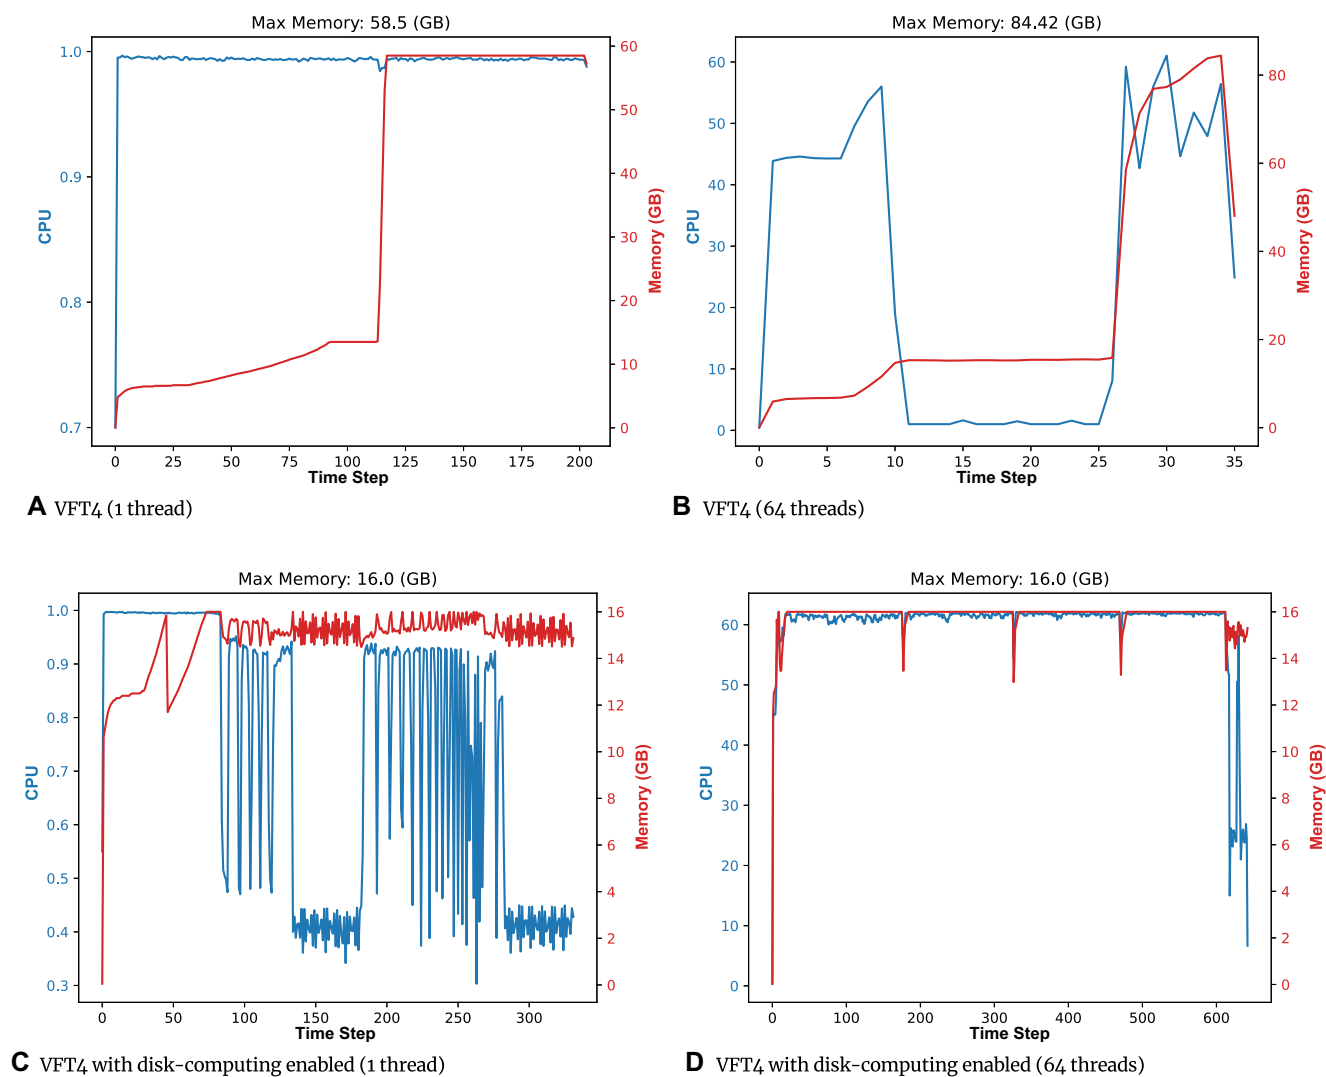 Max Memory: 58.5 (GB)
1.0
0.9
0.8
0.7
CPU
60
50
40
30
20
10
0
Memory (GB)
0 25 50 75 100 125 150 175 200
Time Step
A VFT4 (1 thread)
Max Memory: 84.42 (GB)
60
50
40
30
20
10
0
CPU
80
60
40
20
0
Memory (GB)
0 5 10 15 20 25 30 35
Time Step
B VFT4 (64 threads)
Max Memory: 16.0 (GB)
1.0
0.9
0.8
0.7
0.6
0.5
0.4
0.3
CPU
16
14
12
10
8
6
4
2
0
Memory (GB)
0 50 100 150 200 250 300
Time Step
C VFT4 with disk-computing enabled (1 thread)
Max Memory: 16.0 (GB)
60
50
40
30
20
10
0
CPU
16
14
12
10
8
6
4
2
0
Memory (GB)
0 100 200 300 400 500 600
Time Step
D VFT4 with disk-computing enabled (64 threads)